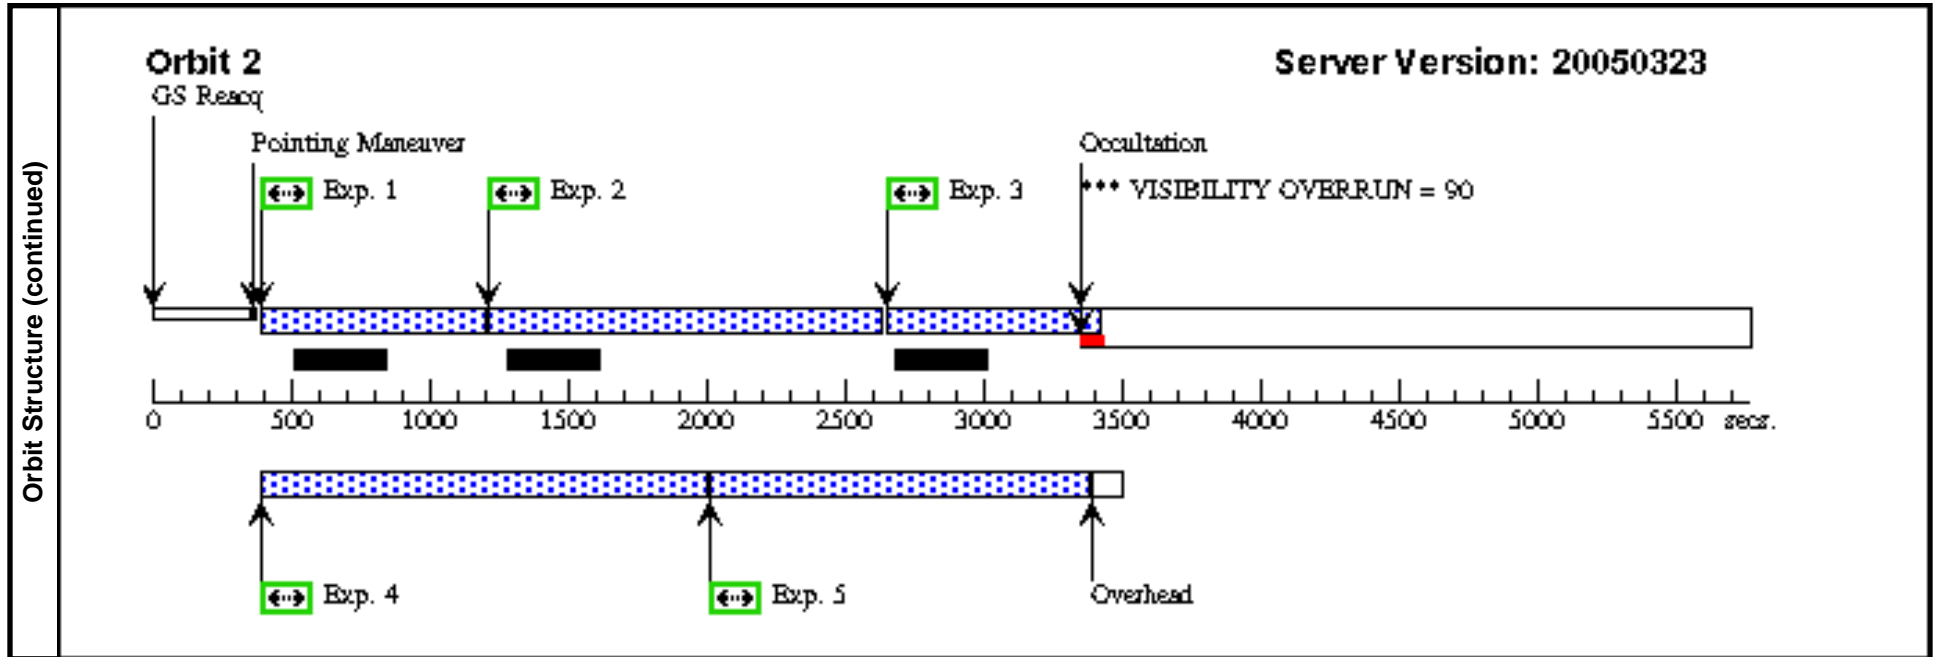 Orbit Structure (continued)
Orbit 2
Server Version: 20050323
GS Reacq
Pointing Maneuver
Occultation
Exp. 1
Exp. 2
Exp. 3
*** VISIBILITY OVERRUN = 90
0 500 1000 1500 2000 2500 3000 3500 4000 4500 5000 5500 secs.
Exp. 4
Exp. 5
Overhead